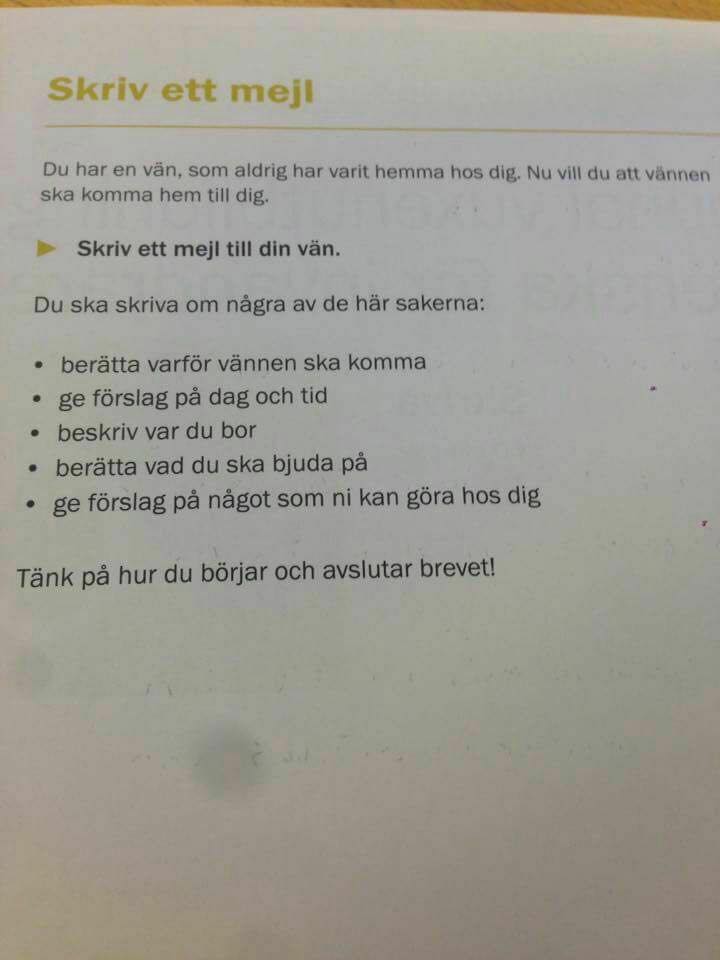 Skriv ett mejl
Du har en vän, som aldrig har varit hemma hos dig. Nu vill du att vännen
ska komma hem till dig.
► Skriv ett mejl till din vän.
Du ska skriva om några av de här sakerna:
• berätta varför vännen ska komma
• ge förslag på dag och tid
• beskriv var du bor
• berätta vad du ska bjuda på
• ge förslag på något som ni kan göra hos dig
Tänk på hur du börjar och avslutar brevet!